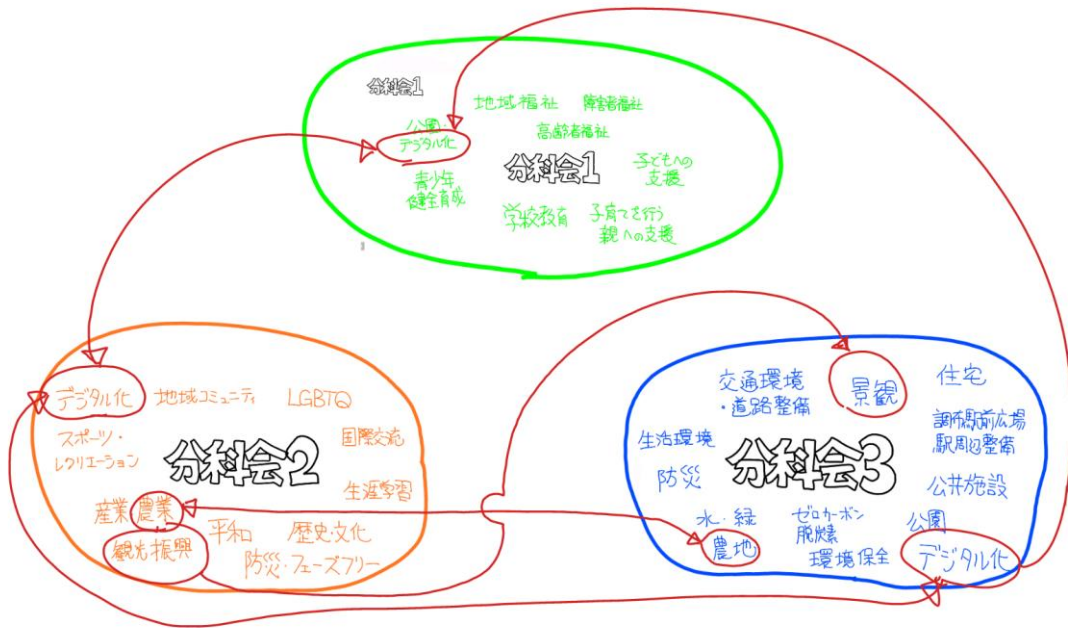 分科会1
地域福祉
障害者福祉
公園・
デジタル化
高齢者福祉
分科会1
子どもへの
支援
青少年
健全育成
学校教育
子育てを行う
親への支援
デジタル化
地域コミュニティ
LGBTQ
スポーツ・
レクリエーション
国際交流
分科会2
生涯学習
産業
農業
平和
歴史・文化
観光振興
防災・フェーズフリー
交通環境
・道路整備
景観
住宅
生活環境
調布駅前広場
駅周辺整備
分科会3
防災
公共施設
水・緑
ゼロカーボン
脱炭素
公園
農地
環境保全
デジタル化